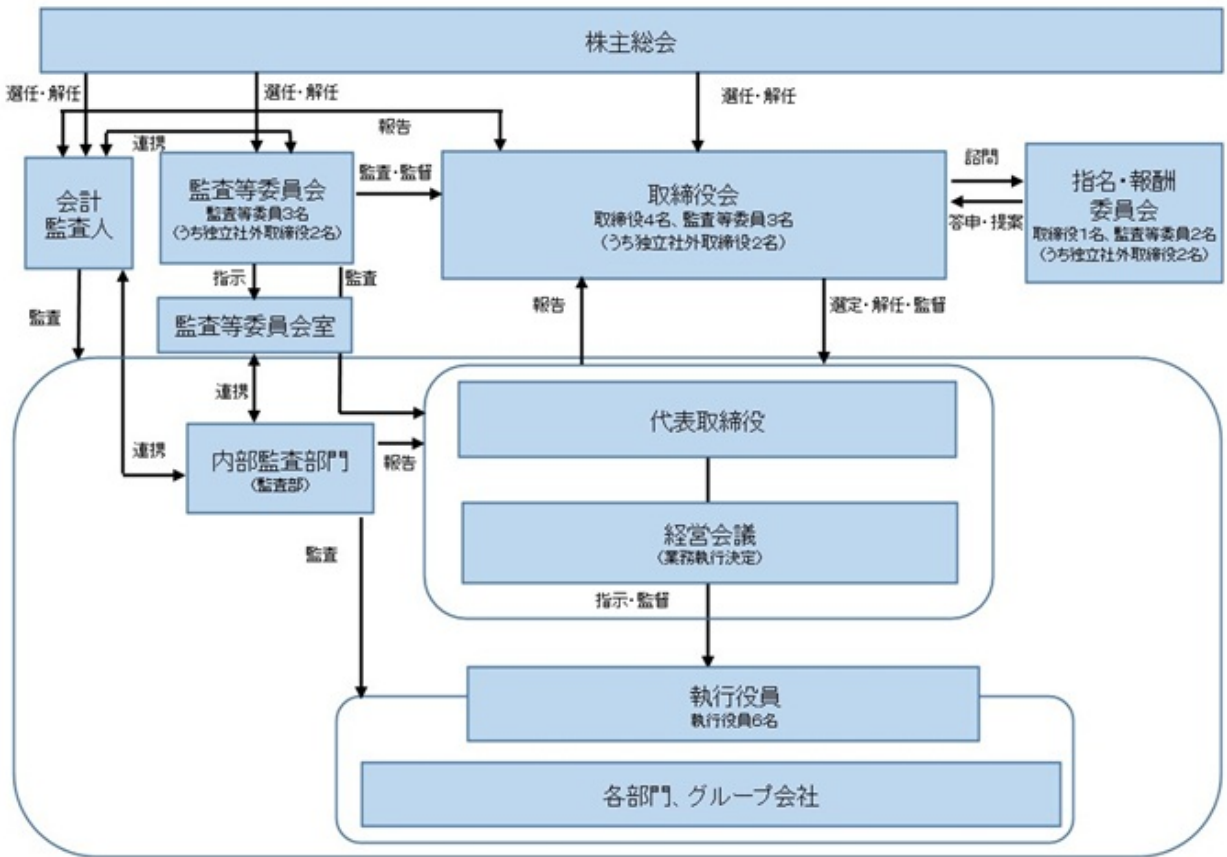 株主総会
選任・解任
選任・解任
選任・解任
報告
連携
会計
監査人
監査等委員会
監査等委員3名
(うち独立社外取締役2名)
監査・監督
取締役会
取締役4名、監査等委員3名
(うち独立社外取締役2名)
諮問
答申・提案
指名・報酬
委員会
取締役1名、監査等委員2名
(うち独立社外取締役2名)
指示
監査
監査
監査等委員会室
報告
選定・解任・監督
連携
連携
内部監査部門
(監査部)
報告
代表取締役
経営会議
(業務執行決定)
監査
指示・監督
執行役員
執行役員6名
各部門、グループ会社